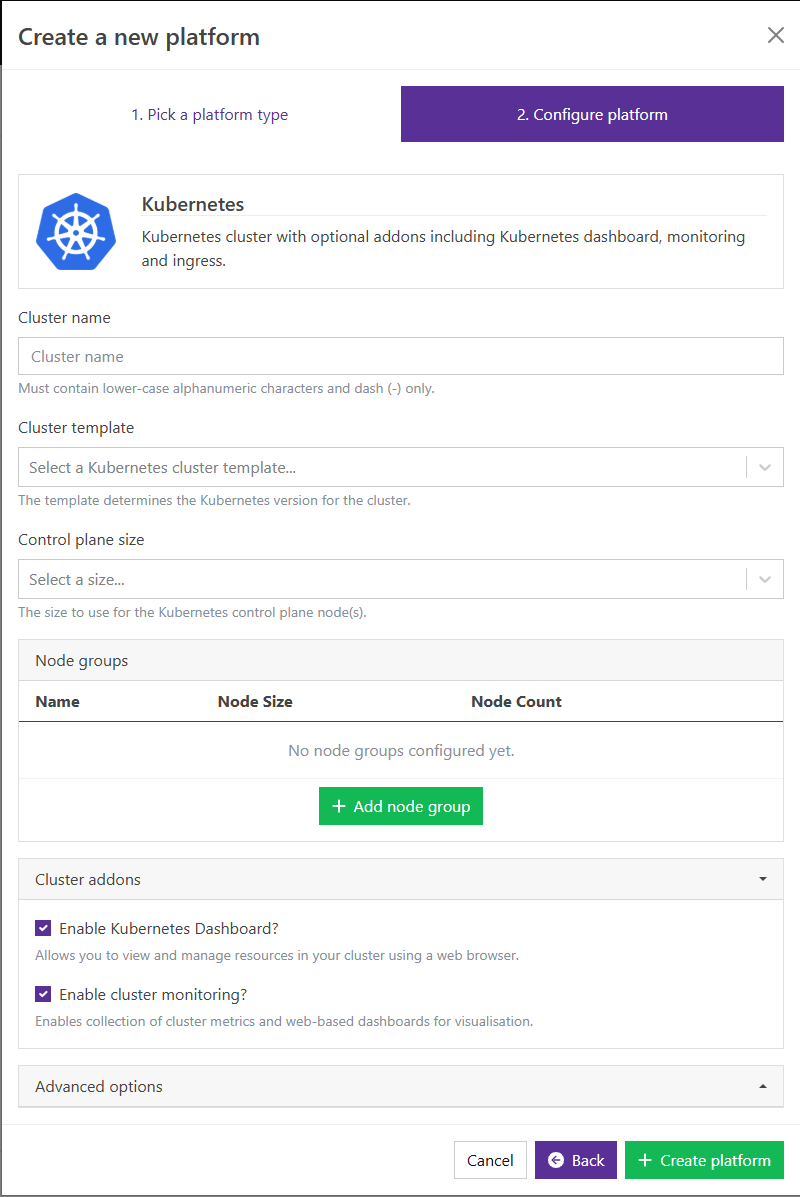 Create a new platform
1. Pick a platform type
2. Configure platform
Kubernetes
Kubernetes cluster with optional addons including Kubernetes dashboard, monitoring
and ingress.
Cluster name
Cluster name
Must contain lower-case alphanumeric characters and dash (-) only.
Cluster template
Select a Kubernetes cluster template...
The template determines the Kubernetes version for the cluster.
Control plane size
Select a size...
The size to use for the Kubernetes control plane node(s).
Node groups
Name Node Size Node Count
No node groups configured yet.
+ Add node group
Cluster addons
Enable Kubernetes Dashboard?
Allows you to view and manage resources in your cluster using a web browser.
Enable cluster monitoring?
Enables collection of cluster metrics and web-based dashboards for visualisation.
Advanced options
Cancel
Back
+ Create platform